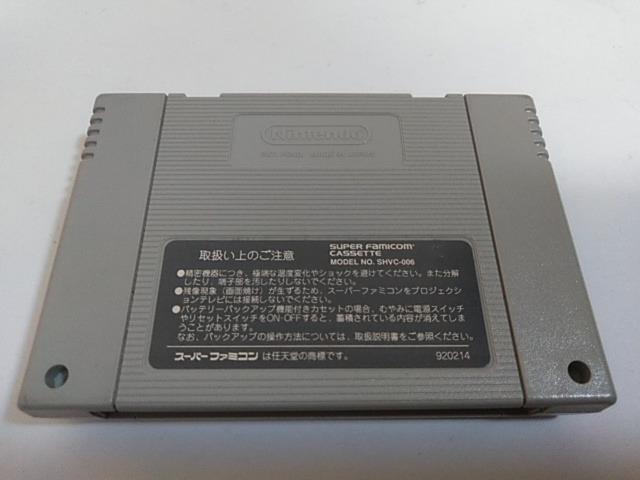 Nintendo
PAT. PEND. MADE IN JAPAN
取扱い上のご注意
SUPER FAMICOM
CASSETTE
MODEL NO. SHVC-006
●精密機器につき、極端な温度変化やショックを避けてください。また分解
したり、端子部を汚したりしないでください。
●残像現象（画面焼け）が生ずるため、スーパーファミコンをプロジェクシ
ョンテレビには接続しないでください。
●バッテリーバックアップ機能付きカセットの場合、むやみに電源スイッチ
やリセットスイッチをON-OFFすると、蓄積されている内容が消えてしま
うことがあります。
なお、バックアップの操作方法については、取扱説明書をご参照ください。
スーパーファミコンは任天堂の商標です。
920214